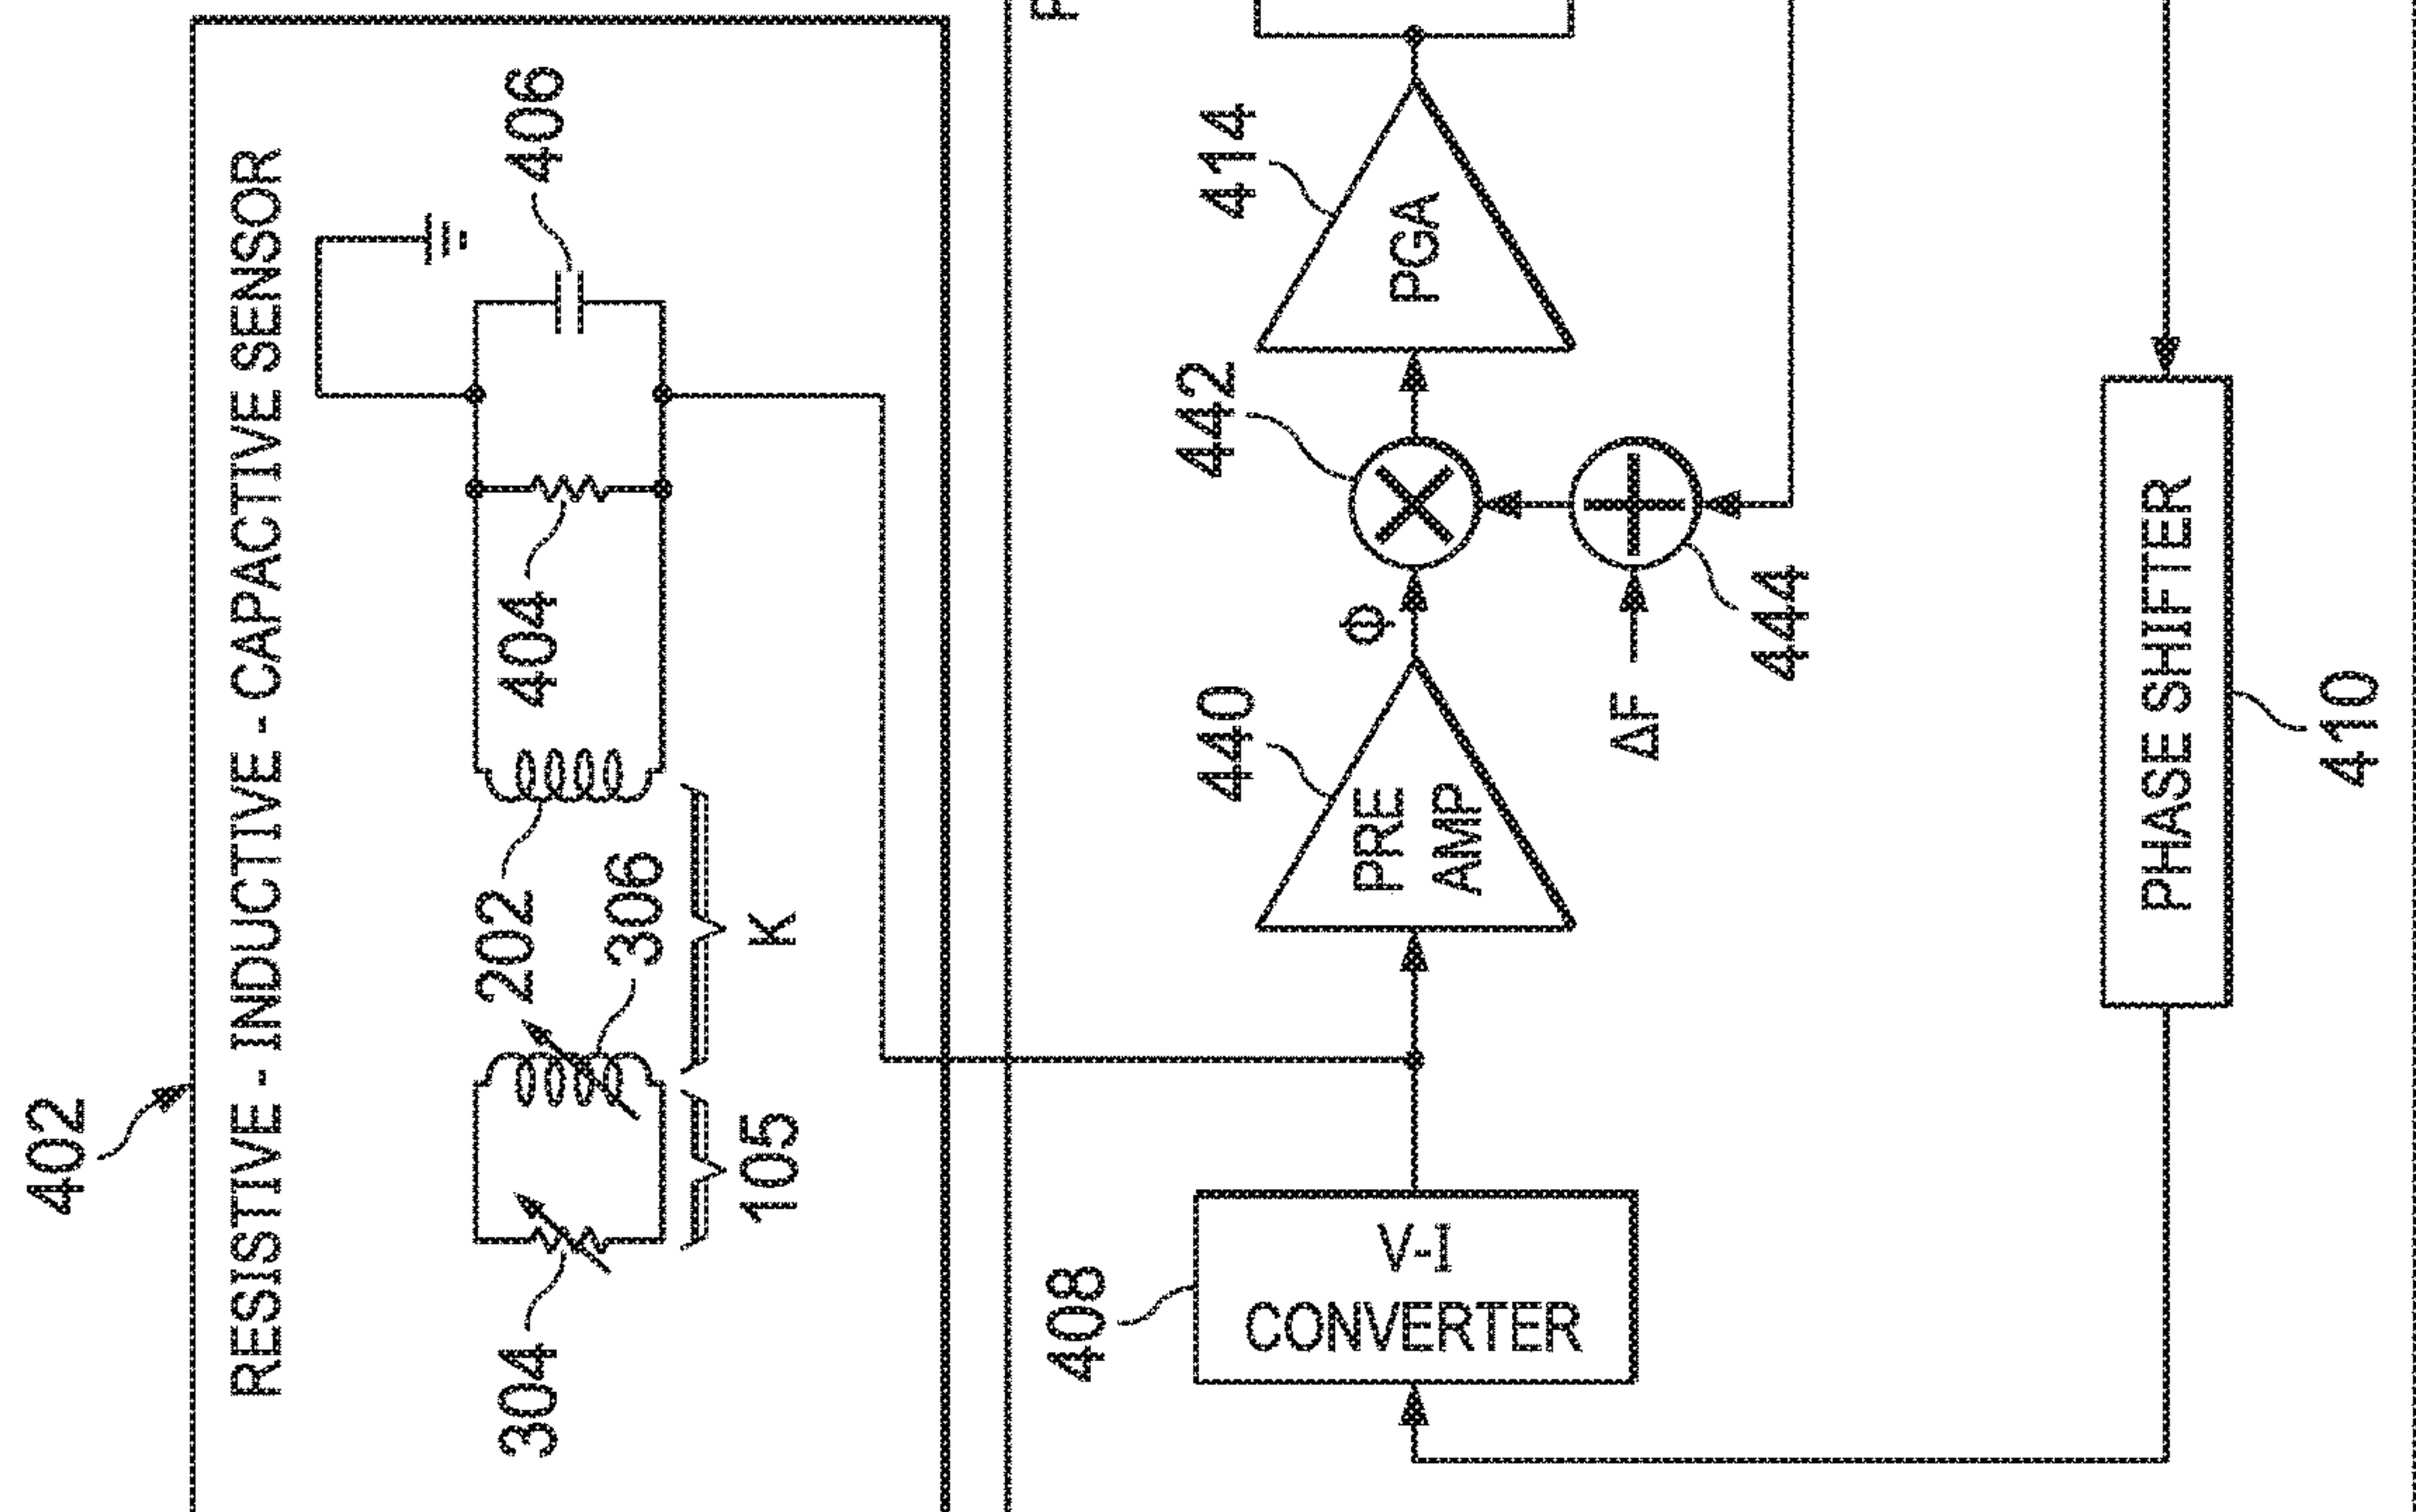 402
RESISTIVE - INDUCTIVE - CAPACTIVE SENSOR
304
404
406
202
306
105
K
408
V-I
CONVERTER
440
PRE
AMP
Φ
442
414
PGA
ΔF
444
PHASE SHIFTER
410